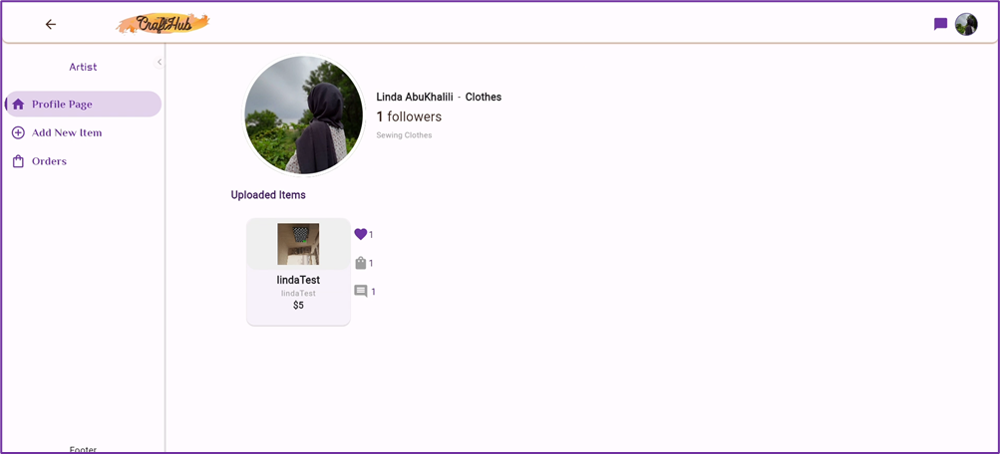 CraftHub
Artist
Profile Page
Add New Item
Orders
Linda AbuKhalili - Clothes
1 followers
Sewing Clothes
Uploaded Items
1
1
1
lindaTest
lindaTest
$5
Footer